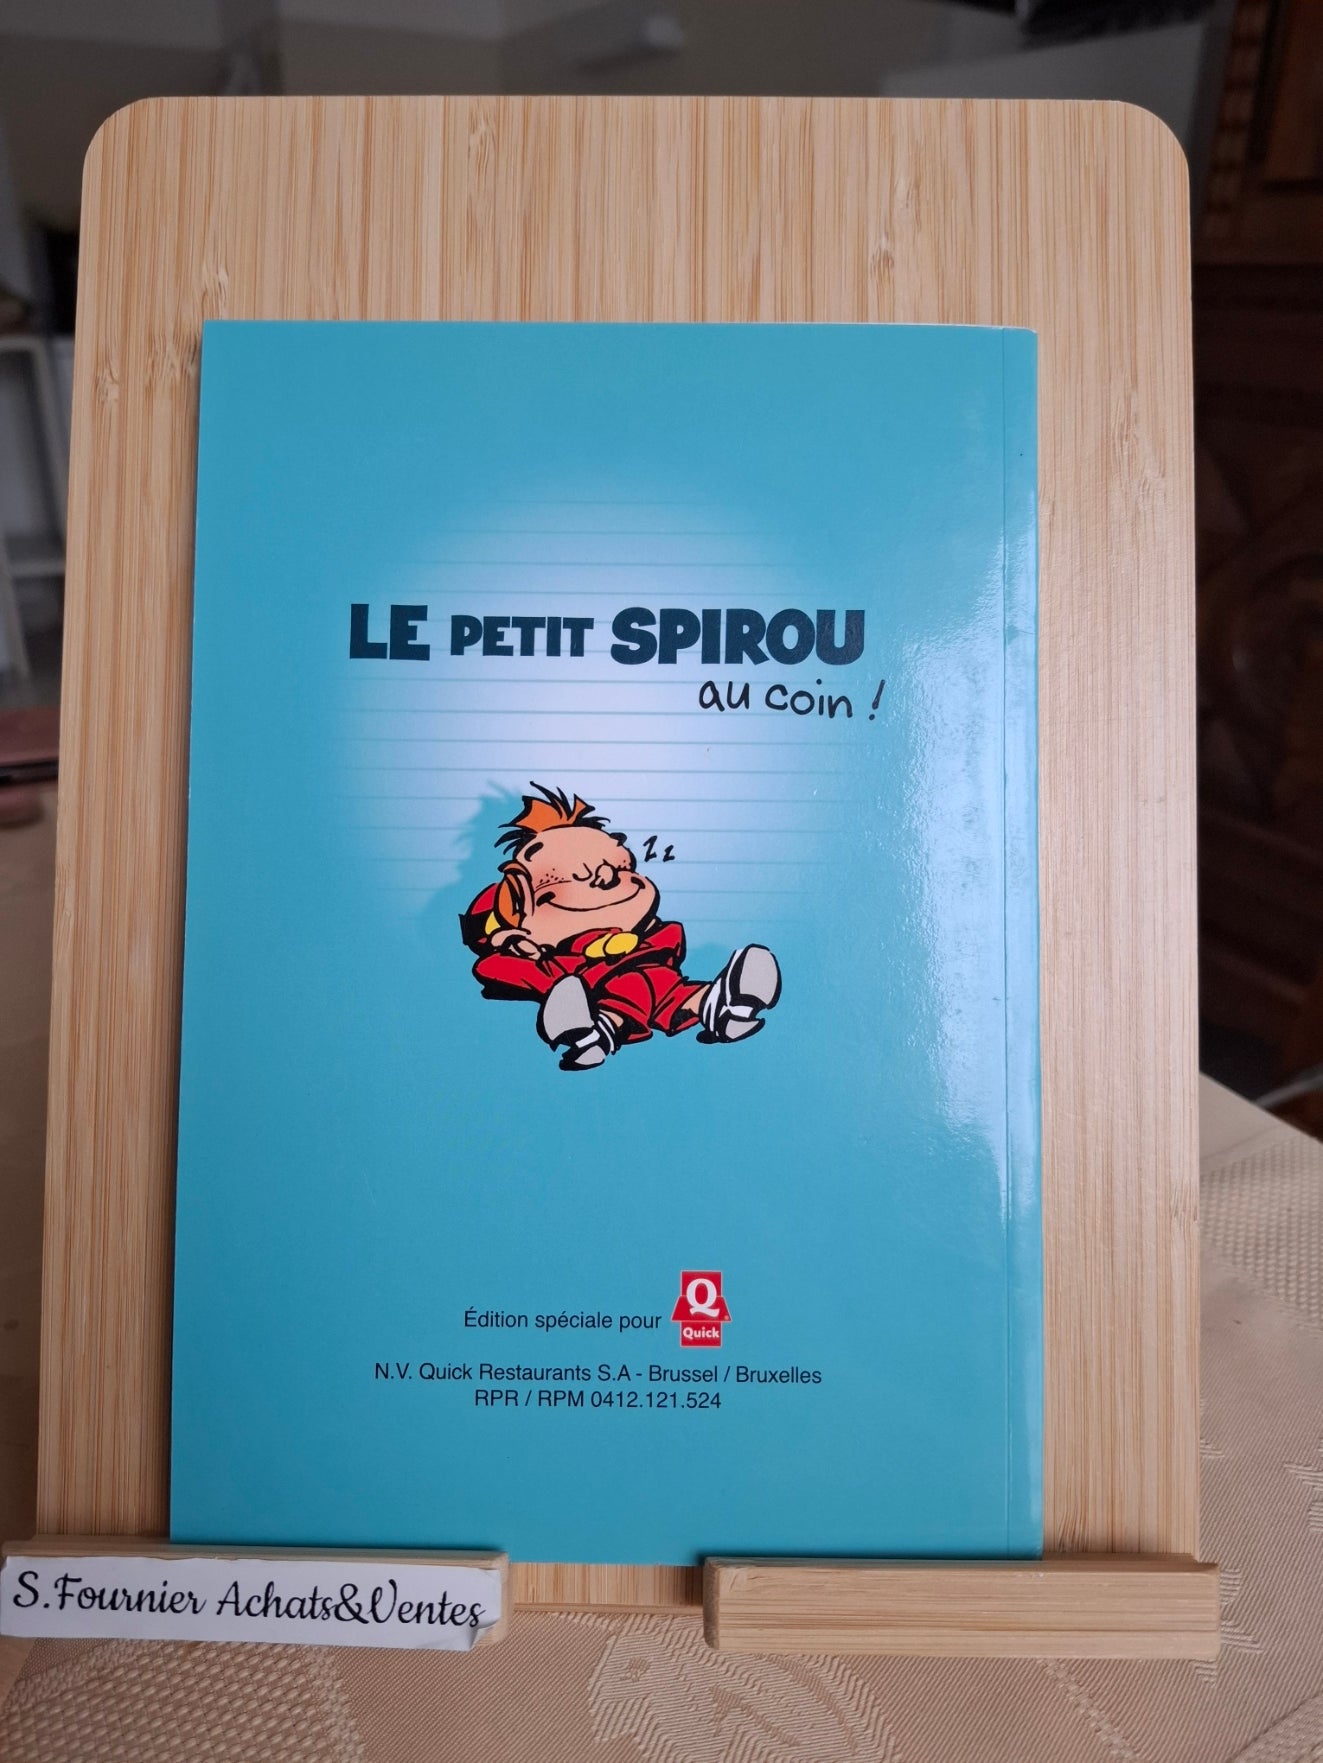 LE PETIT SPIROU
au coin !
z z
Édition spéciale pour
Q
Quick
N.V. Quick Restaurants S.A - Brussel / Bruxelles
RPR / RPM 0412.121.524
S.Fournier Achats&Ventes